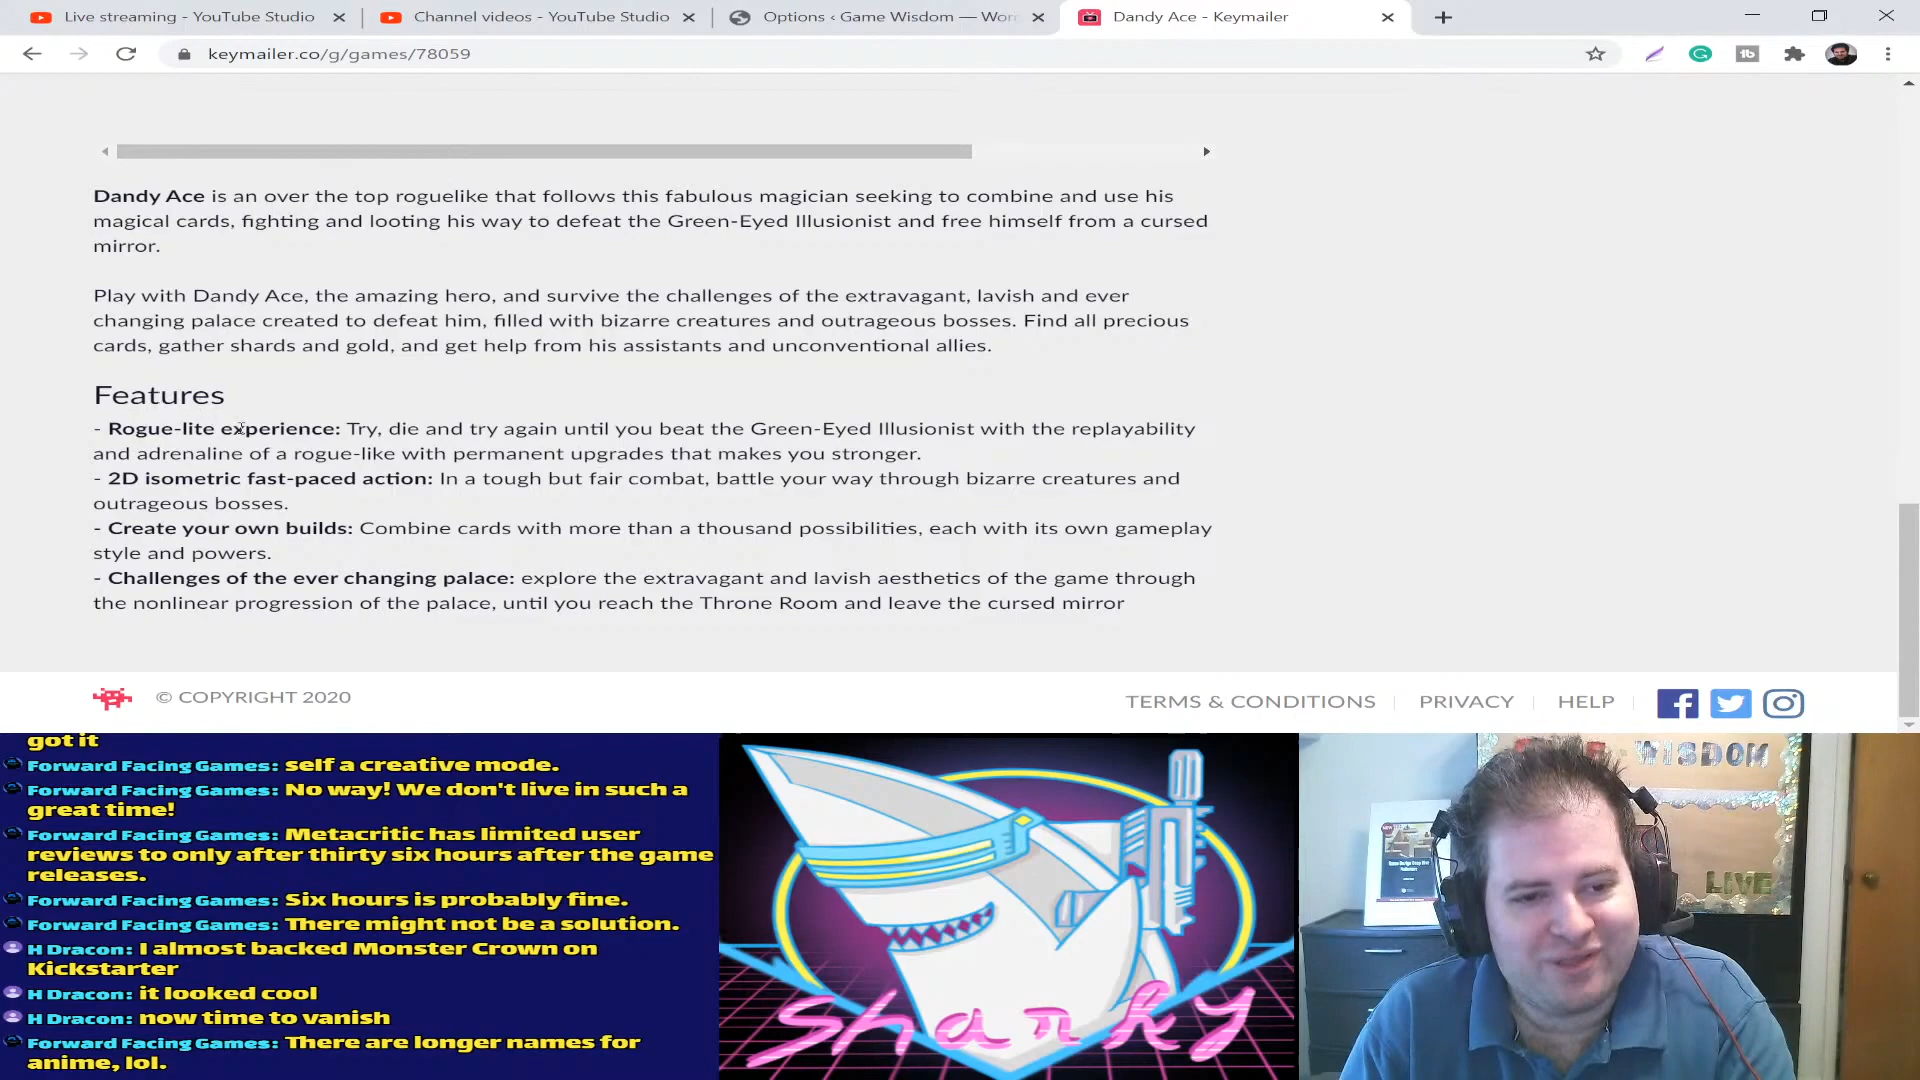 Live streaming - YouTube Studio
Channel videos - YouTube Studio
Options ‹ Game Wisdom — Wor
Dandy Ace - Keymailer
keymailer.co/g/games/78059
Dandy Ace is an over the top roguelike that follows this fabulous magician seeking to combine and use his
magical cards, fighting and looting his way to defeat the Green-Eyed Illusionist and free himself from a cursed
mirror.
Play with Dandy Ace, the amazing hero, and survive the challenges of the extravagant, lavish and ever
changing palace created to defeat him, filled with bizarre creatures and outrageous bosses. Find all precious
cards, gather shards and gold, and get help from his assistants and unconventional allies.
Features
- Rogue-lite experience: Try, die and try again until you beat the Green-Eyed Illusionist with the replayability
and adrenaline of a rogue-like with permanent upgrades that makes you stronger.
- 2D isometric fast-paced action: In a tough but fair combat, battle your way through bizarre creatures and
outrageous bosses.
- Create your own builds: Combine cards with more than a thousand possibilities, each with its own gameplay
style and powers.
- Challenges of the ever changing palace: explore the extravagant and lavish aesthetics of the game through
the nonlinear progression of the palace, until you reach the Throne Room and leave the cursed mirror
© COPYRIGHT 2020
TERMS & CONDITIONS
PRIVACY
HELP
got it
Forward Facing Games: self a creative mode.
Forward Facing Games: No way! We don't live in such a
great time!
Forward Facing Games: Metacritic has limited user
reviews to only after thirty six hours after the game
releases.
Forward Facing Games: Six hours is probably fine.
Forward Facing Games: There might not be a solution.
H Dracon: I almost backed Monster Crown on
Kickstarter
H Dracon: it looked cool
H Dracon: now time to vanish
Forward Facing Games: There are longer names for
anime, lol.
Sharky
WISDOM
LIVE